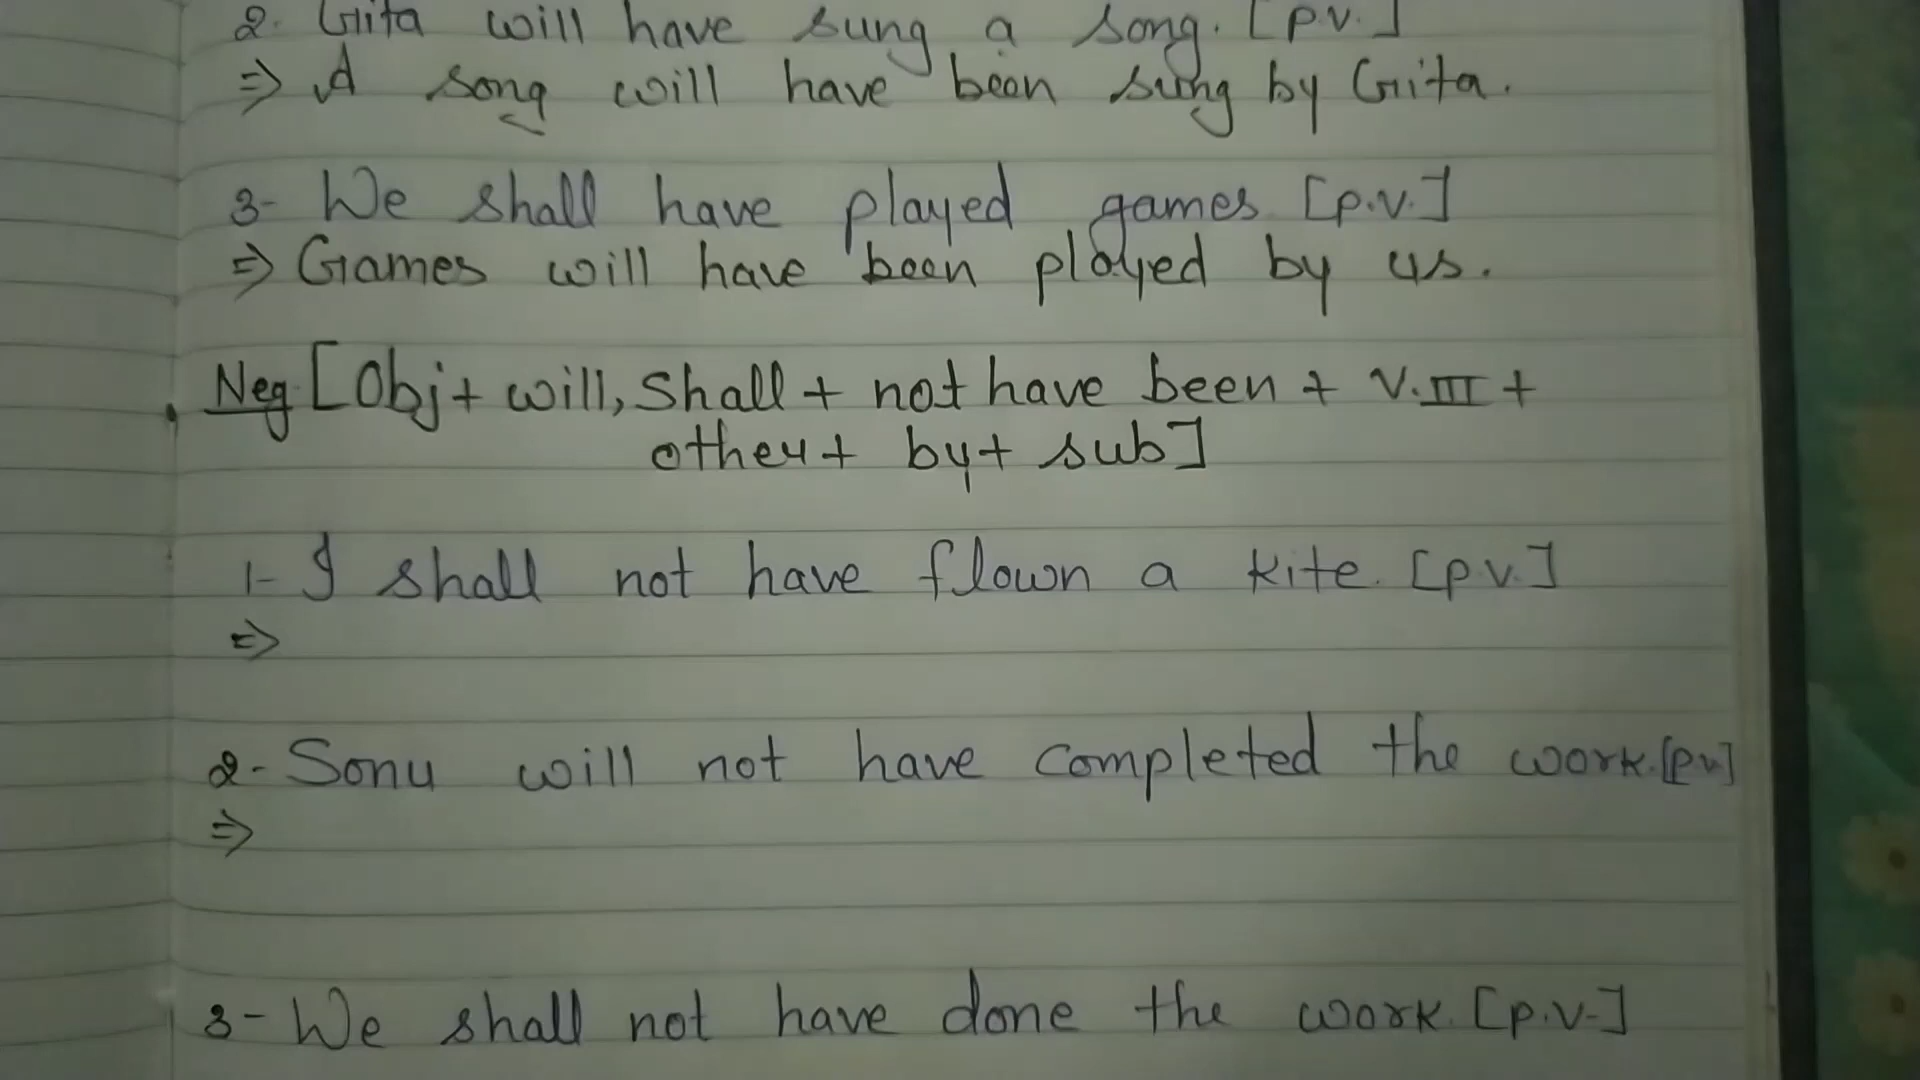 2. Gita will have sung a song. [p.v.]
⇒ A song will have been sung by Gita.
3- We shall have played games [p.v.]
⇒ Games will have been played by us.
Neg [Obj + will, Shall + not have been + V.III +
other + by + sub]
1- I shall not have flown a kite. [p.v.]
⇒
2- Sonu will not have completed the work. [p.v]
⇒
3- We shall not have done the work. [p.v.]